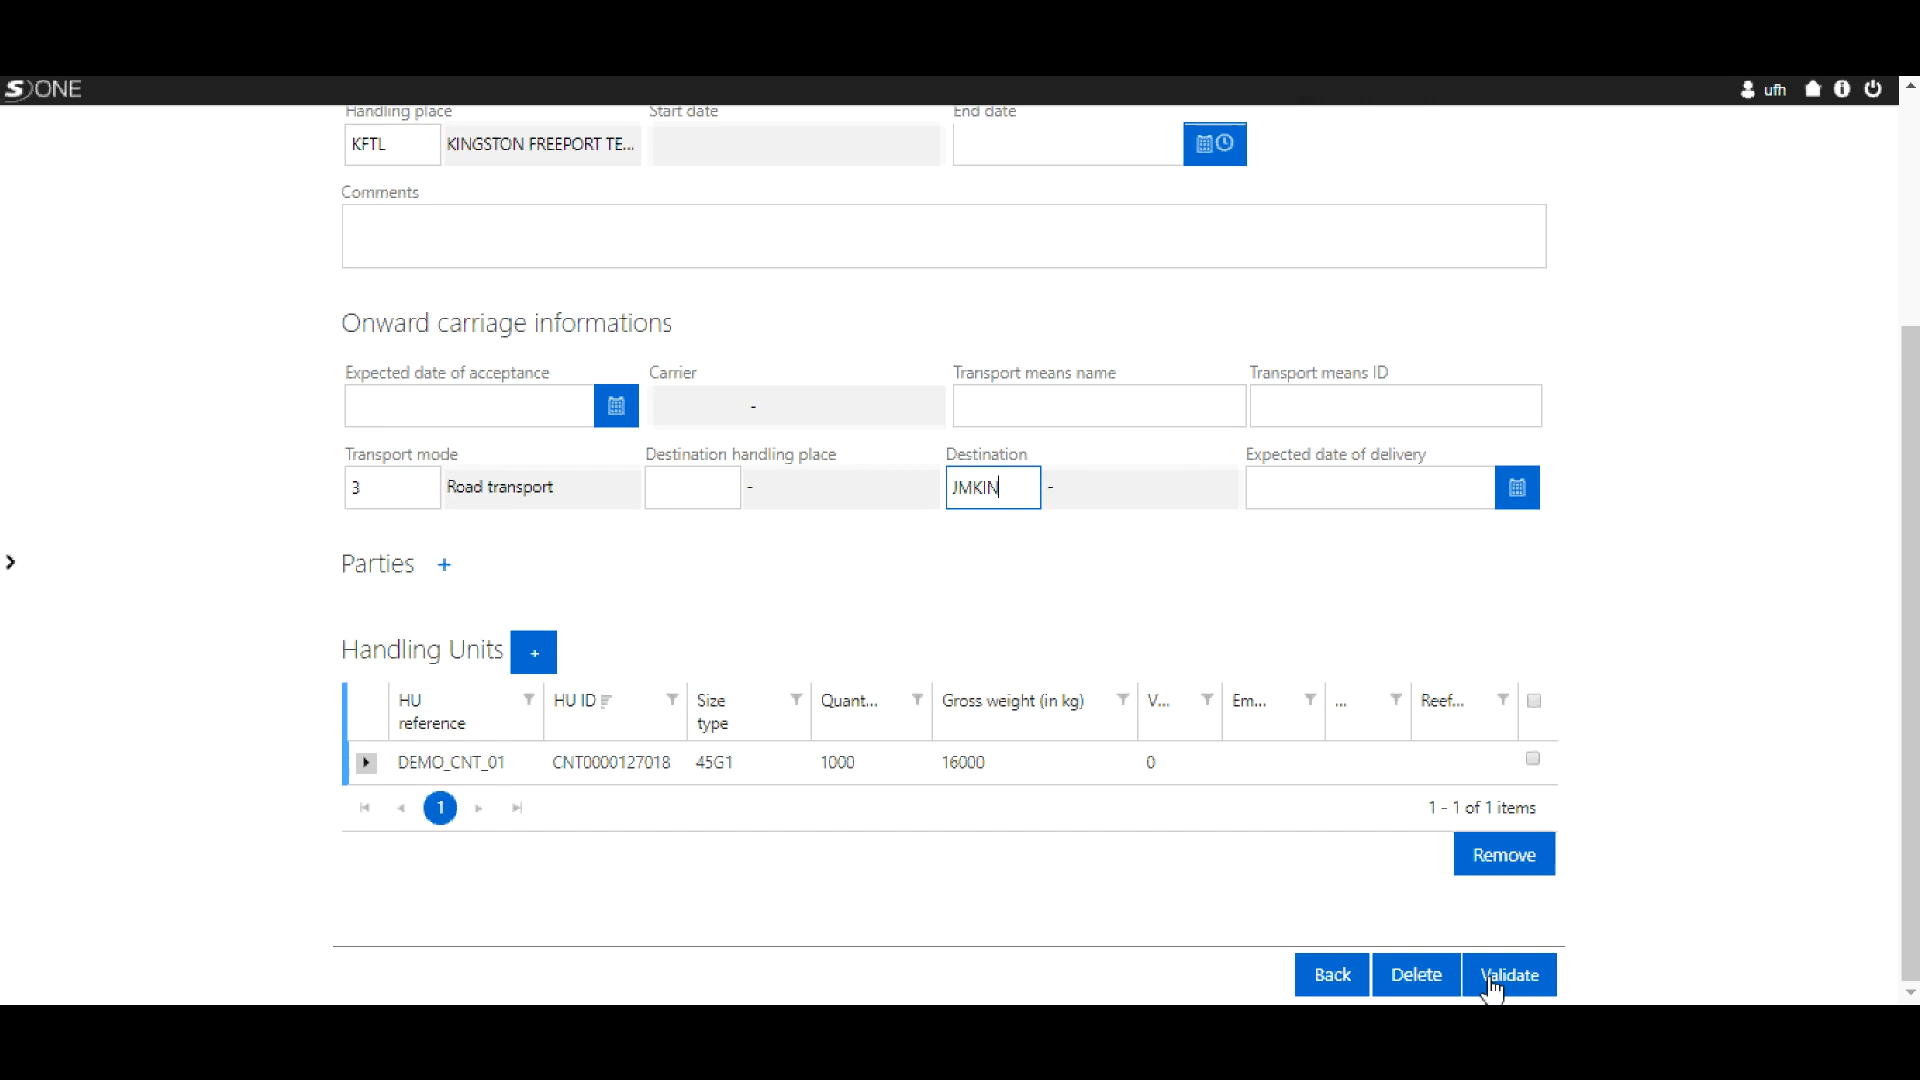 S)ONE ufh
Handling place Start date End date
KFTL KINGSTON FREEPORT TE...
Comments
Onward carriage informations
Expected date of acceptance Carrier Transport means name Transport means ID
-
Transport mode Destination handling place Destination Expected date of delivery
3 Road transport - JMKIN -
Parties +
Handling Units +
HU reference HU ID Size type Quant... Gross weight (in kg) V... Em... ... Reef...
DEMO_CNT_01 CNT0000127018 45G1 1000 16000 0
1 1 - 1 of 1 items
Remove
Back Delete Validate